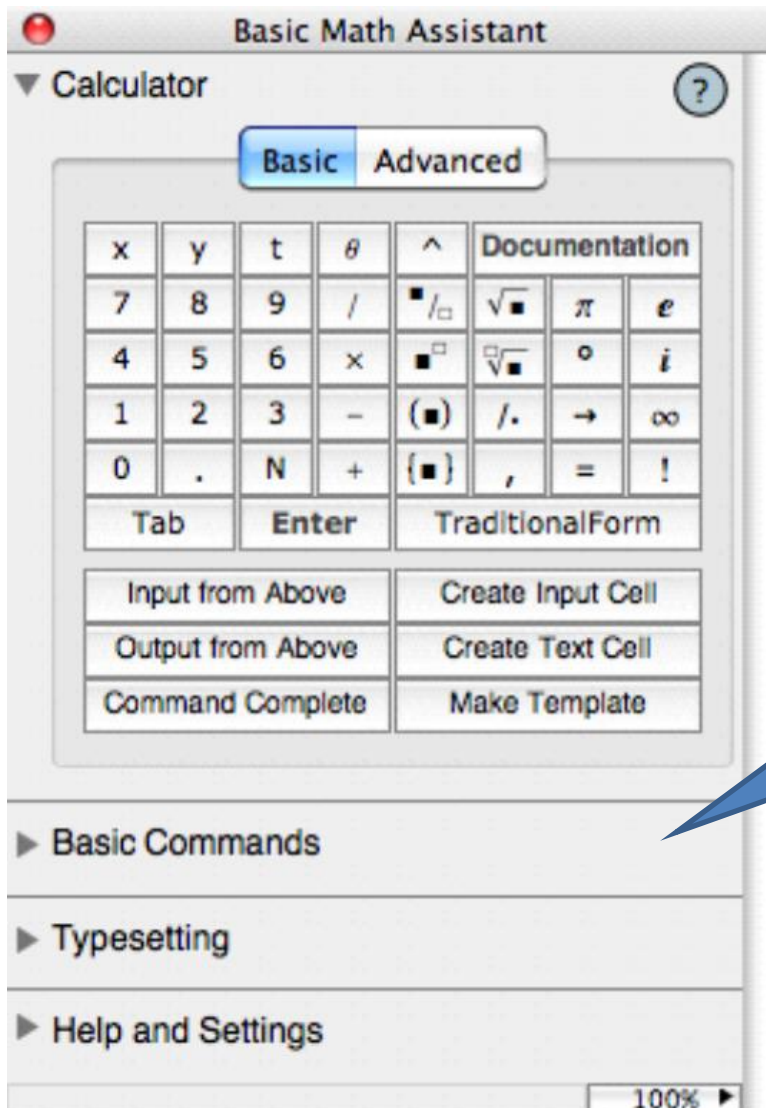 Basic Math Assistant
Calculator ?
Basic Advanced
x y t θ ^ Documentation
7 8 9 / ■/□ √■ π e
4 5 6 × ■^□ □√■ ° i
1 2 3 − (■) /. → ∞
0 . N + {■} , = !
Tab Enter TraditionalForm
Input from Above Create Input Cell
Output from Above Create Text Cell
Command Complete Make Template
Basic Commands
Typesetting
Help and Settings
100%